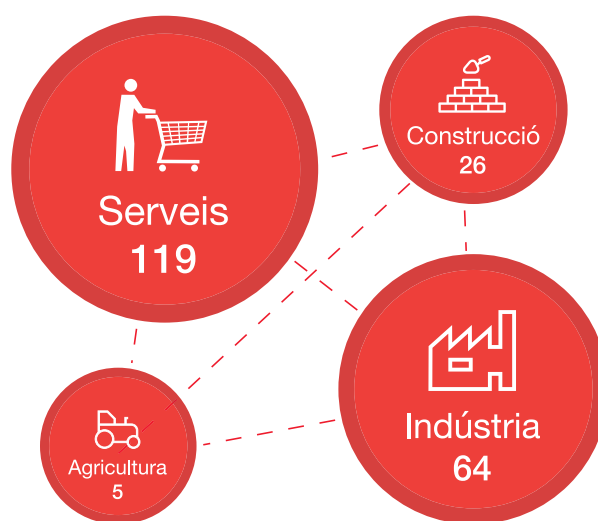 Serveis
119
Construcció
26
Agricultura
5
Indústria
64